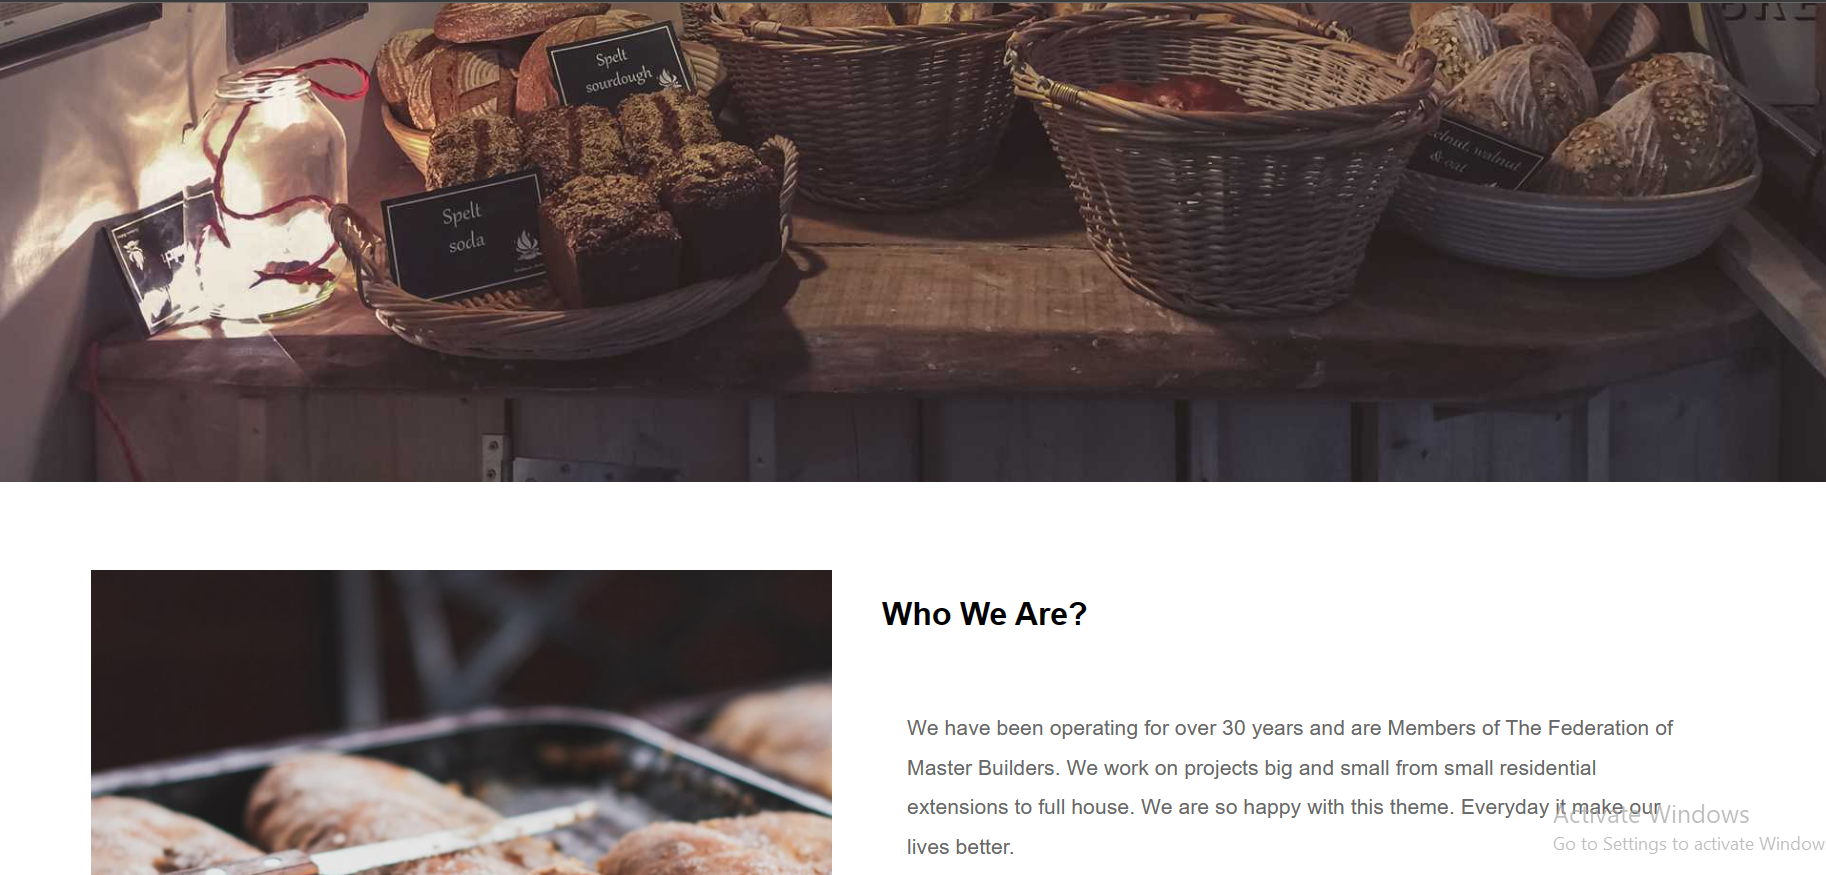 Spelt
sourdough
Spelt
soda
walnut
& oat
Who We Are?
We have been operating for over 30 years and are Members of The Federation of
Master Builders. We work on projects big and small from small residential
extensions to full house. We are so happy with this theme. Everyday it make our
lives better.
Activate Windows
Go to Settings to activate Window